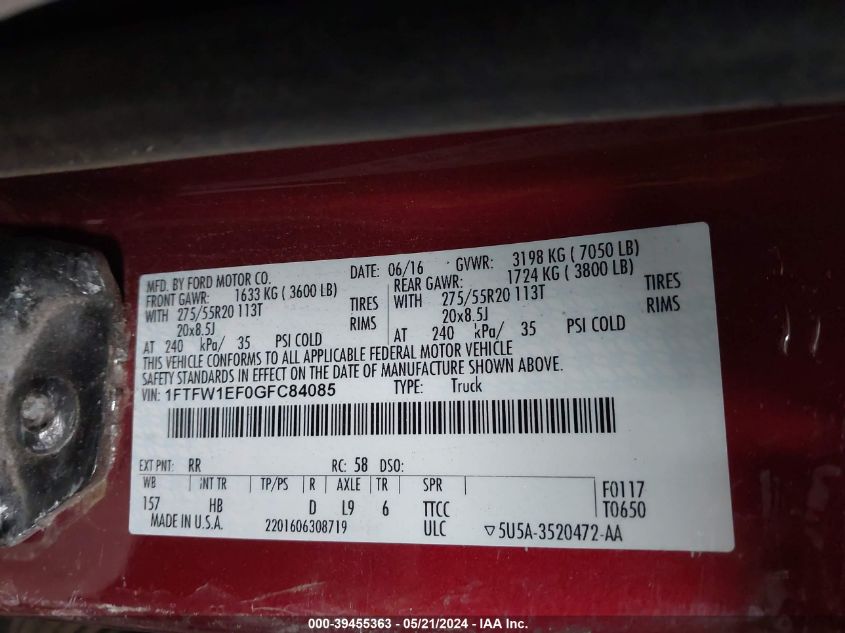 MFD. BY FORD MOTOR CO. DATE: 06/16 GVWR: 3198 KG ( 7050 LB)
FRONT GAWR: 1633 KG ( 3600 LB) REAR GAWR: 1724 KG ( 3800 LB)
WITH 275/55R20 113T TIRES WITH 275/55R20 113T TIRES
20x8.5J RIMS 20x8.5J RIMS
AT 240 kPa/ 35 PSI COLD AT 240 kPa/ 35 PSI COLD
THIS VEHICLE CONFORMS TO ALL APPLICABLE FEDERAL MOTOR VEHICLE
SAFETY STANDARDS IN EFFECT ON THE DATE OF MANUFACTURE SHOWN ABOVE.
VIN: 1FTFW1EF0GFC84085 TYPE: Truck
EXT PNT: RR RC: 58 DSO:
WB INT TR TP/PS R AXLE TR SPR F0117
157 HB D L9 6 TTCC T0650
MADE IN U.S.A. 2201606308719 ULC ▽5U5A-3520472-AA
000-39455363 - 05/21/2024 - IAA Inc.